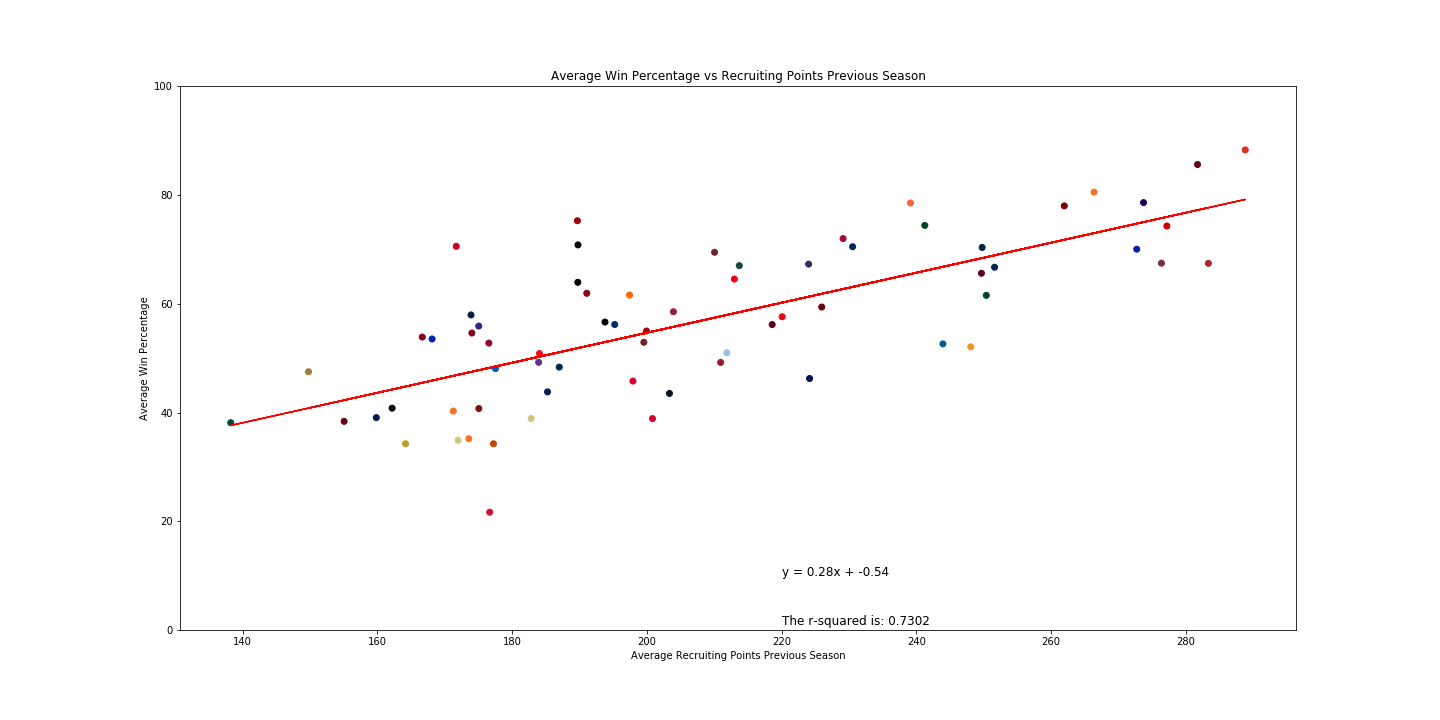 Average Win Percentage vs Recruiting Points Previous Season
100
80
60
40
20
0
Average Win Percentage
y = 0.28x + -0.54
The r-squared is: 0.7302
140 160 180 200 220 240 260 280
Average Recruiting Points Previous Season